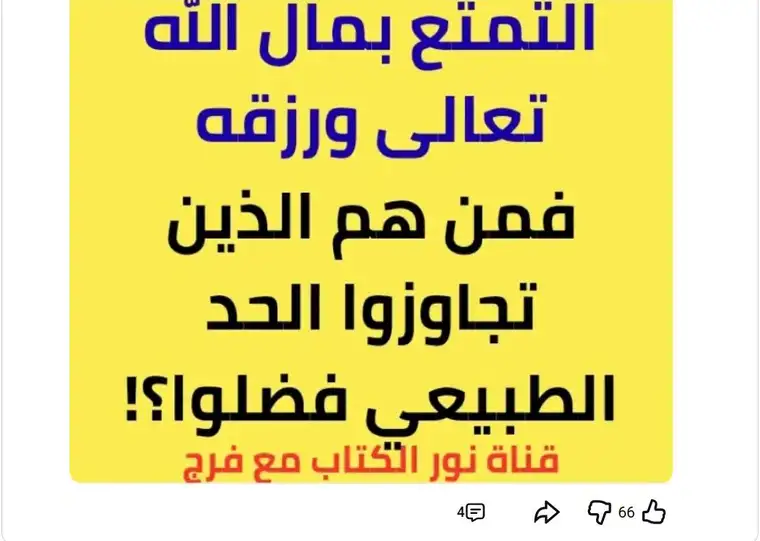 التمتع بمال الله
تعالى ورزقه
فمن هم الذين
تجاوزوا الحد
الطبيعي فضلوا؟!
قناة نور الكتاب مع فرج
4
66